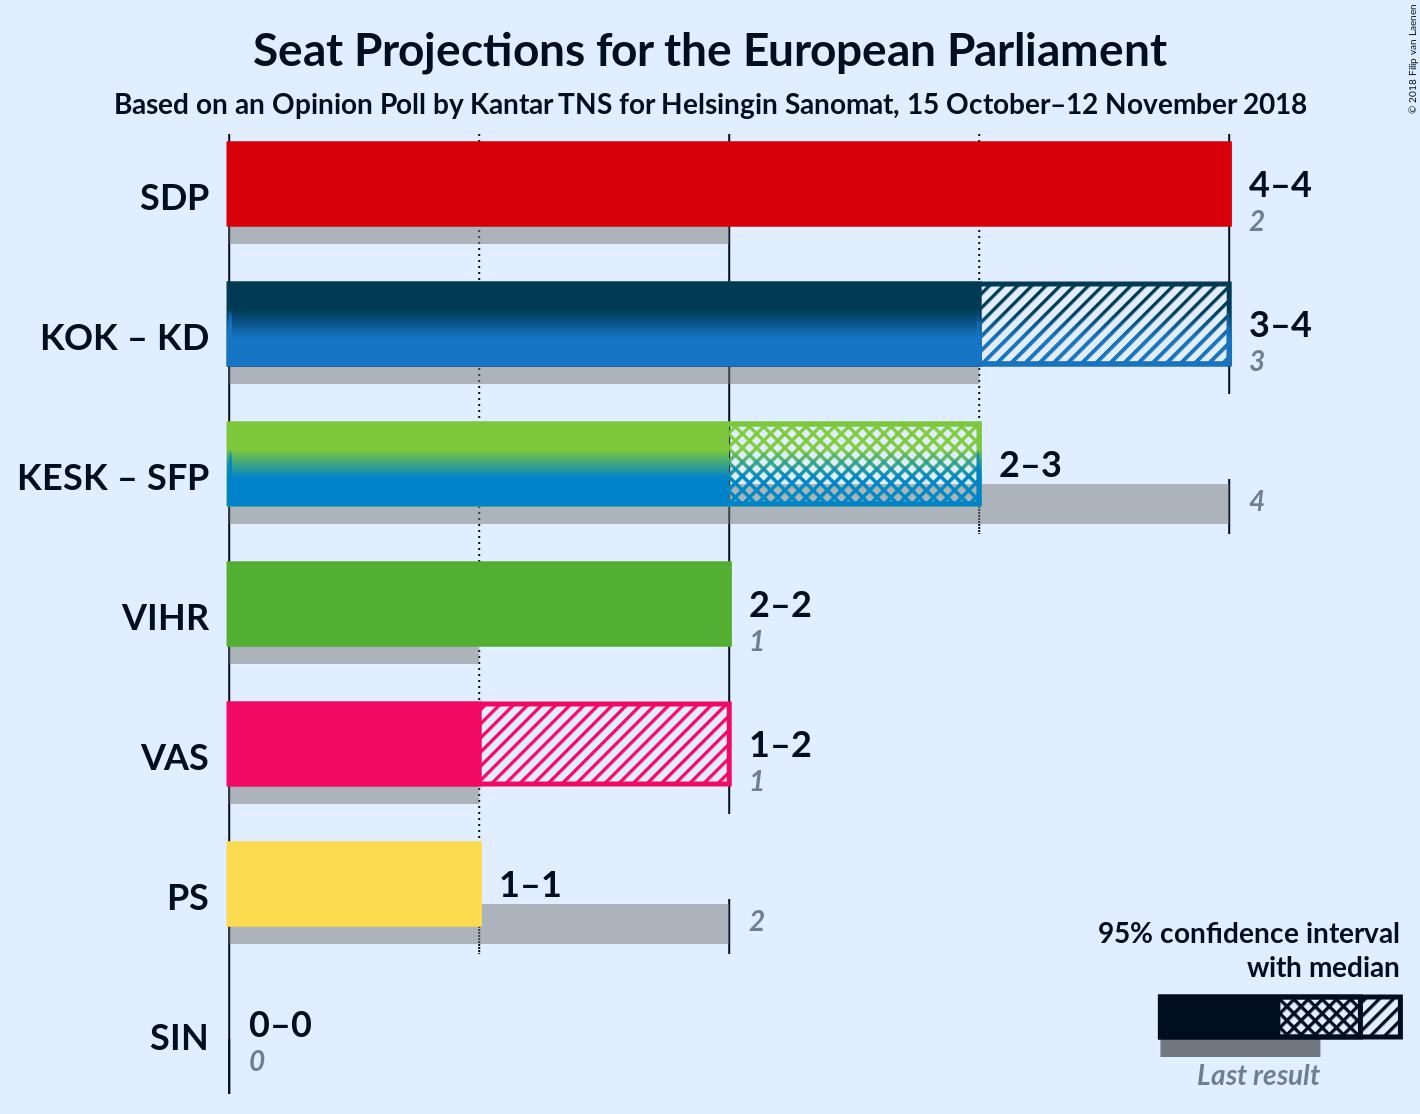 Seat Projections for the European Parliament
Based on an Opinion Poll by Kantar TNS for Helsingin Sanomat, 15 October–12 November 2018
© 2018 Filip van Laenen
SDP
4–4
2
KOK – KD
3–4
3
KESK – SFP
2–3
4
VIHR
2–2
1
VAS
1–2
1
PS
1–1
2
SIN
0–0
0
95% confidence interval
with median
Last result